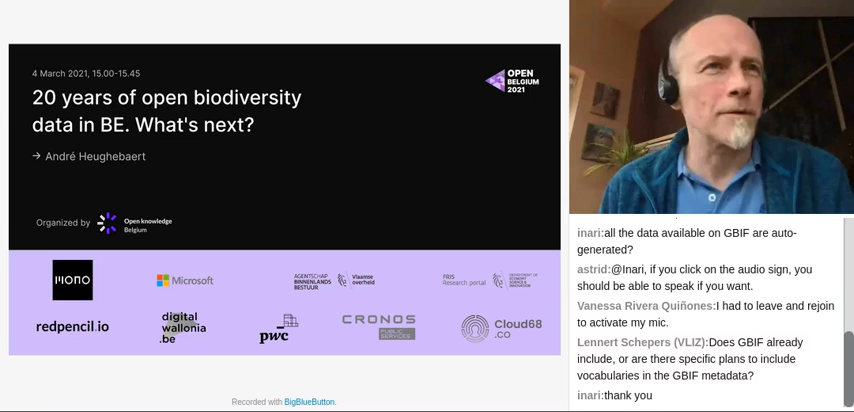 4 March 2021, 15.00-15.45
OPEN
BELGIUM
2021
20 years of open biodiversity
data in BE. What's next?
→ André Heughebaert
Organized by
Open knowledge
Belgium
MONO
Microsoft
AGENTSCHAP
BINNENLANDS
BESTUUR
Vlaamse
overheid
FRIS
Research portal
DEPARTMENT OF
ECONOMY
SCIENCE &
INNOVATION
redpencil.io
digital
wallonia
.be
pwc
CRONOS
PUBLIC
SERVICES
Cloud68
.CO
Recorded with BigBlueButton.
inari:all the data available on GBIF are auto-
generated?
astrid:@Inari, if you click on the audio sign, you
should be able to speak if you want.
Vanessa Rivera Quiñones:I had to leave and rejoin
to activate my mic.
Lennert Schepers (VLIZ):Does GBIF already
include, or are there specific plans to include
vocabularies in the GBIF metadata?
inari:thank you